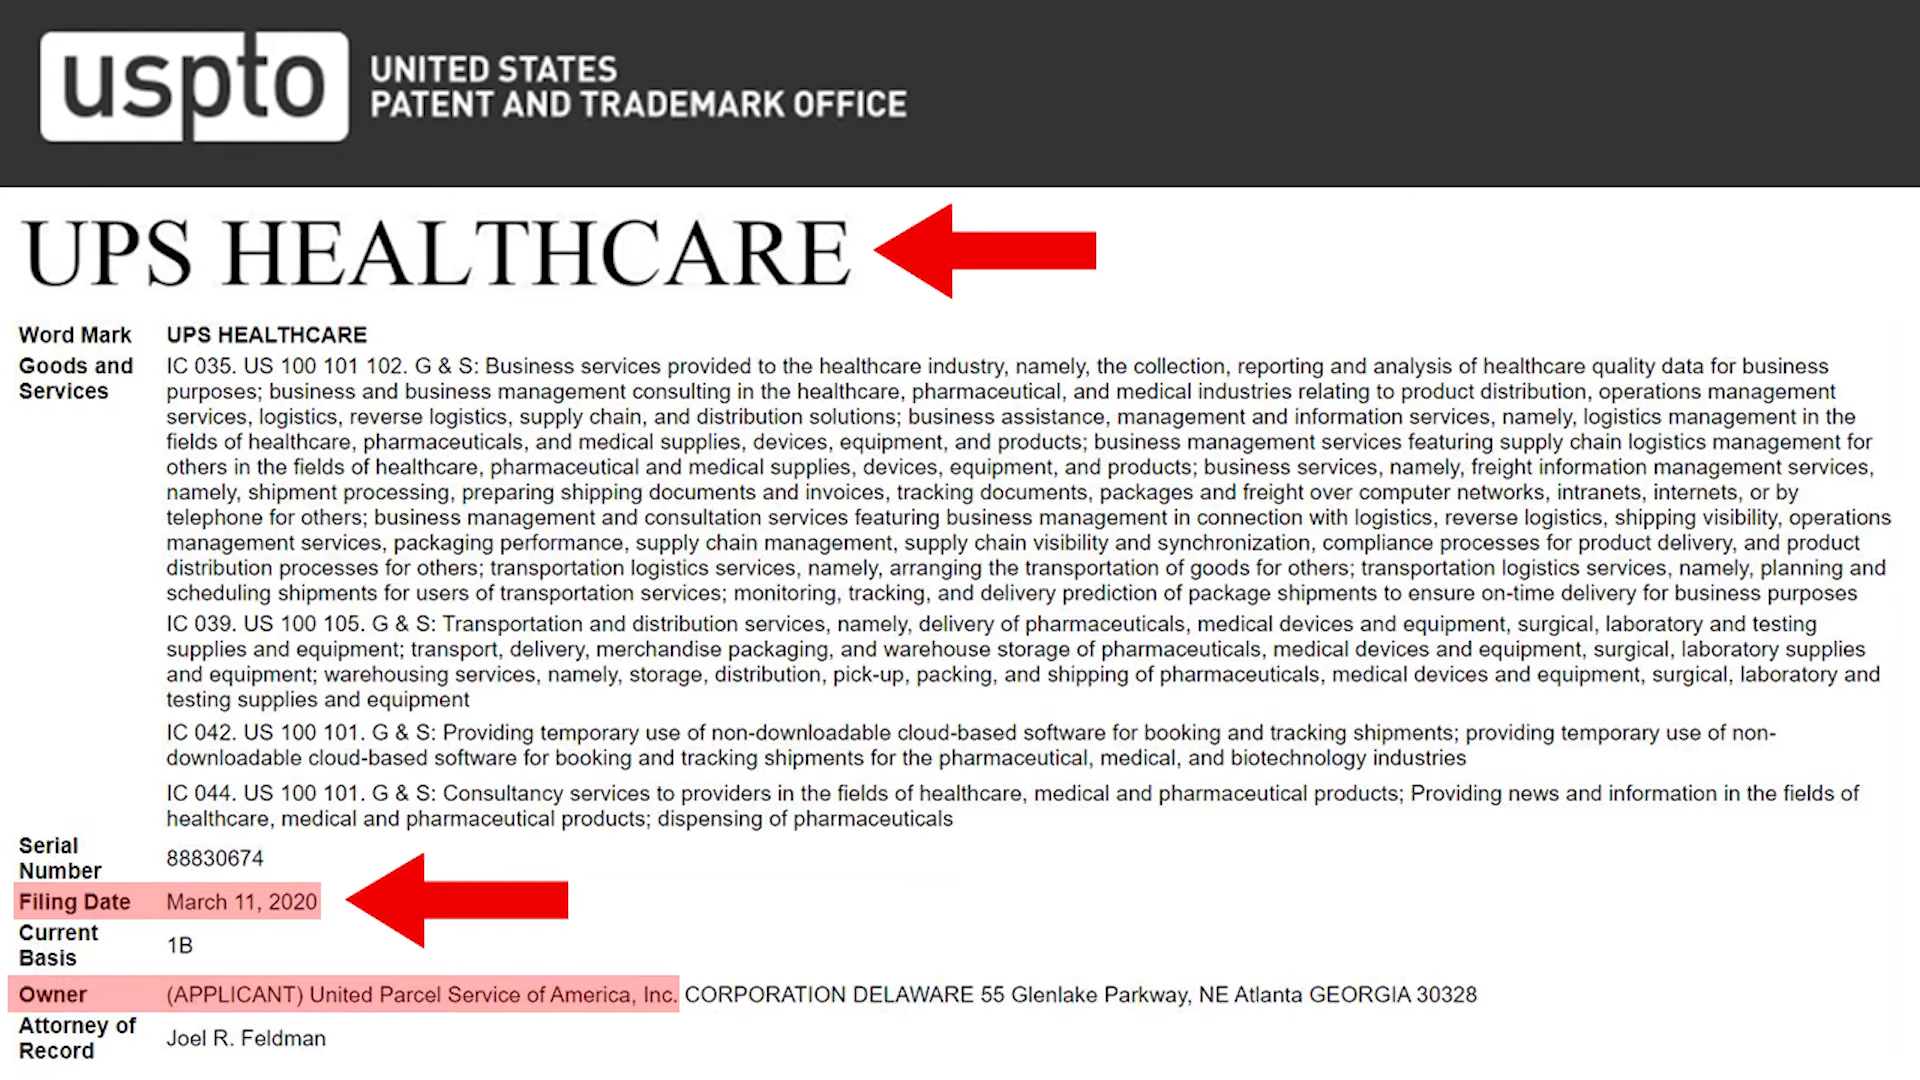 uspto
UNITED STATES
PATENT AND TRADEMARK OFFICE
UPS HEALTHCARE
Word Mark UPS HEALTHCARE
Goods and Services IC 035. US 100 101 102. G & S: Business services provided to the healthcare industry, namely, the collection, reporting and analysis of healthcare quality data for business
purposes; business and business management consulting in the healthcare, pharmaceutical, and medical industries relating to product distribution, operations management
services, logistics, reverse logistics, supply chain, and distribution solutions; business assistance, management and information services, namely, logistics management in the
fields of healthcare, pharmaceuticals, and medical supplies, devices, equipment, and products; business management services featuring supply chain logistics management for
others in the fields of healthcare, pharmaceutical and medical supplies, devices, equipment, and products; business services, namely, freight information management services,
namely, shipment processing, preparing shipping documents and invoices, tracking documents, packages and freight over computer networks, intranets, internets, or by
telephone for others; business management and consultation services featuring business management in connection with logistics, reverse logistics, shipping visibility, operations
management services, packaging performance, supply chain management, supply chain visibility and synchronization, compliance processes for product delivery, and product
distribution processes for others; transportation logistics services, namely, arranging the transportation of goods for others; transportation logistics services, namely, planning and
scheduling shipments for users of transportation services; monitoring, tracking, and delivery prediction of package shipments to ensure on-time delivery for business purposes
IC 039. US 100 105. G & S: Transportation and distribution services, namely, delivery of pharmaceuticals, medical devices and equipment, surgical, laboratory and testing
supplies and equipment; transport, delivery, merchandise packaging, and warehouse storage of pharmaceuticals, medical devices and equipment, surgical, laboratory supplies
and equipment; warehousing services, namely, storage, distribution, pick-up, packing, and shipping of pharmaceuticals, medical devices and equipment, surgical, laboratory and
testing supplies and equipment
IC 042. US 100 101. G & S: Providing temporary use of non-downloadable cloud-based software for booking and tracking shipments; providing temporary use of non-
downloadable cloud-based software for booking and tracking shipments for the pharmaceutical, medical, and biotechnology industries
IC 044. US 100 101. G & S: Consultancy services to providers in the fields of healthcare, medical and pharmaceutical products; Providing news and information in the fields of
healthcare, medical and pharmaceutical products; dispensing of pharmaceuticals
Serial Number 88830674
Filing Date March 11, 2020
Current Basis 1B
Owner (APPLICANT) United Parcel Service of America, Inc. CORPORATION DELAWARE 55 Glenlake Parkway, NE Atlanta GEORGIA 30328
Attorney of Record Joel R. Feldman